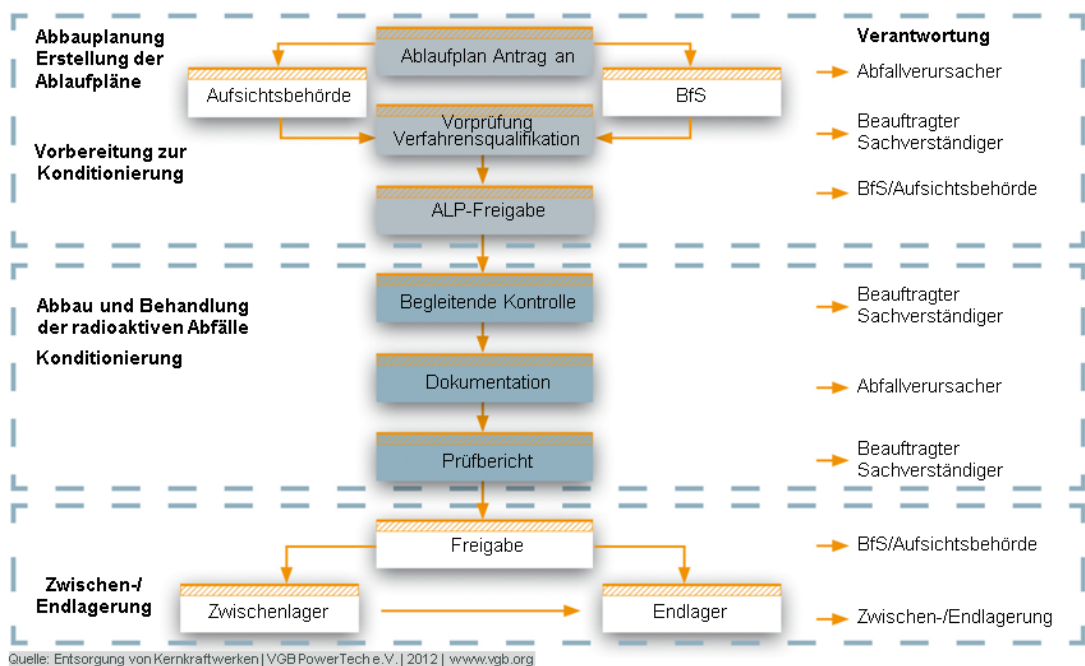 Abbauplanung
Erstellung der
Ablaufpläne
Ablaufplan Antrag an
Verantwortung
Aufsichtsbehörde
BfS
Abfallverursacher
Vorprüfung
Verfahrensqualifikation
Beauftragter
Sachverständiger
Vorbereitung zur
Konditionierung
ALP-Freigabe
BfS/Aufsichtsbehörde
Abbau und Behandlung
der radioaktiven Abfälle
Konditionierung
Begleitende Kontrolle
Beauftragter
Sachverständiger
Dokumentation
Abfallverursacher
Prüfbericht
Beauftragter
Sachverständiger
Freigabe
BfS/Aufsichtsbehörde
Zwischen-/
Endlagerung
Zwischenlager
Endlager
Zwischen-/Endlagerung
Quelle: Entsorgung von Kernkraftwerken | VGB PowerTech e.V. | 2012 | www.vgb.org